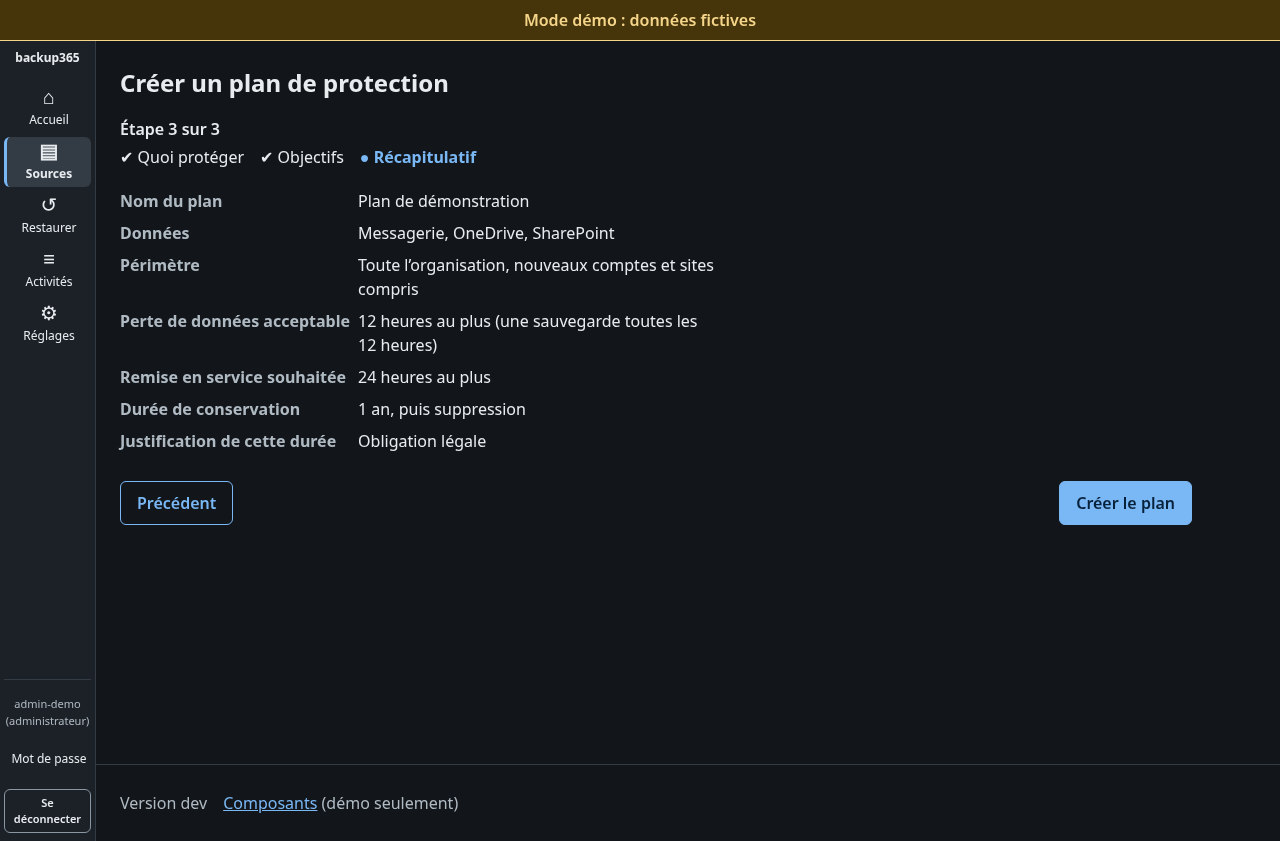 Mode démo : données fictives
backup365
Accueil
Sources
Restaurer
Activités
Réglages
admin-demo
(administrateur)
Mot de passe
Se
déconnecter
Créer un plan de protection
Étape 3 sur 3
✔ Quoi protéger ✔ Objectifs ● Récapitulatif
Nom du plan Plan de démonstration
Données Messagerie, OneDrive, SharePoint
Périmètre Toute l’organisation, nouveaux comptes et sites
compris
Perte de données acceptable 12 heures au plus (une sauvegarde toutes les
12 heures)
Remise en service souhaitée 24 heures au plus
Durée de conservation 1 an, puis suppression
Justification de cette durée Obligation légale
Précédent Créer le plan
Version dev Composants (démo seulement)